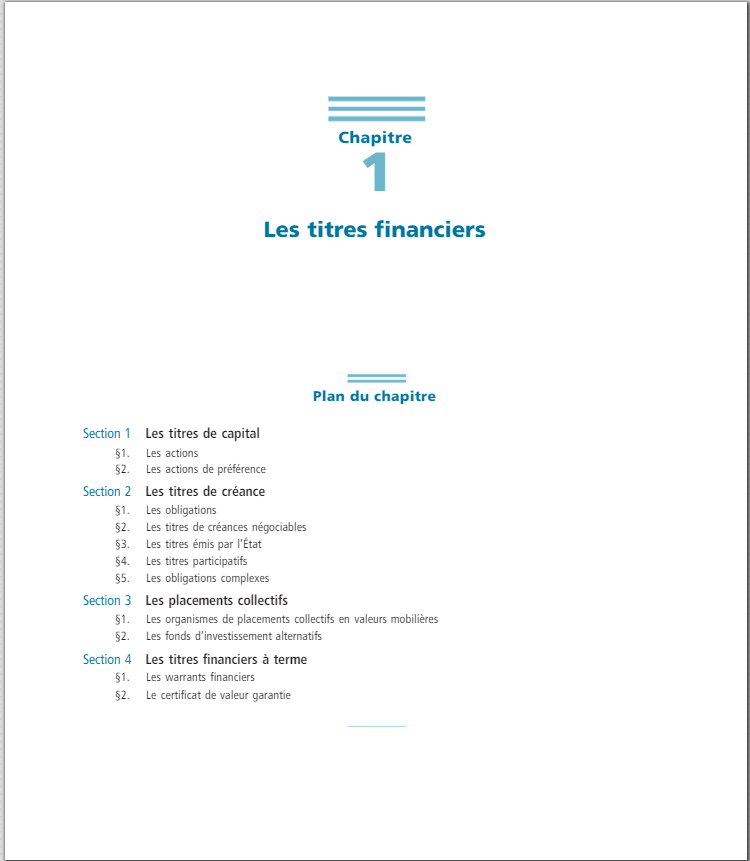 Chapitre
1
Les titres financiers
Plan du chapitre
Section 1 Les titres de capital
§1. Les actions
§2. Les actions de préférence
Section 2 Les titres de créance
§1. Les obligations
§2. Les titres de créances négociables
§3. Les titres émis par l'État
§4. Les titres participatifs
§5. Les obligations complexes
Section 3 Les placements collectifs
§1. Les organismes de placements collectifs en valeurs mobilières
§2. Les fonds d'investissement alternatifs
Section 4 Les titres financiers à terme
§1. Les warrants financiers
§2. Le certificat de valeur garantie